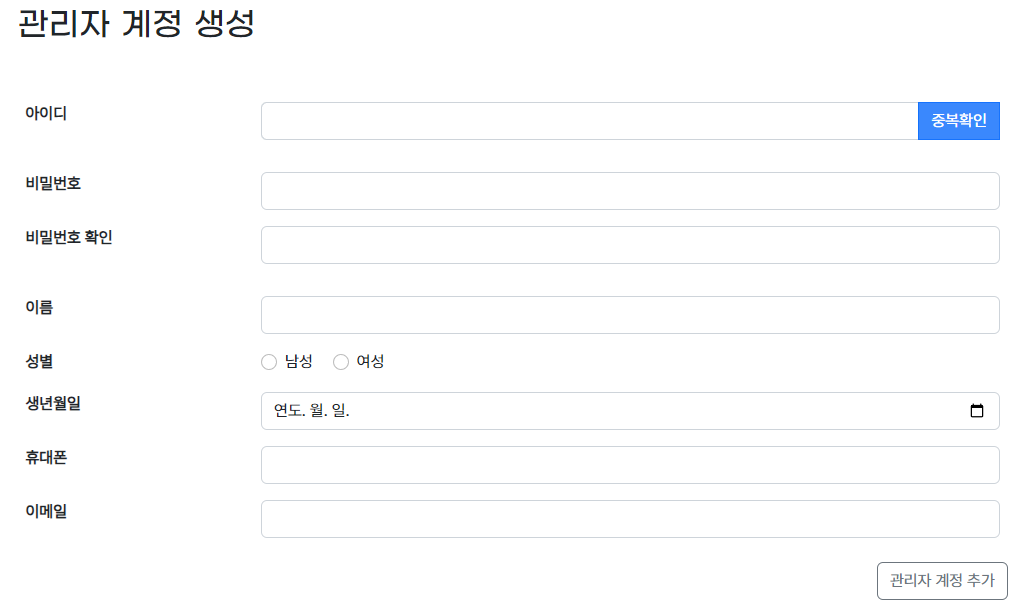 관리자 계정 생성
아이디
중복확인
비밀번호
비밀번호 확인
이름
성별 남성 여성
생년월일 연도. 월. 일.
휴대폰
이메일
관리자 계정 추가